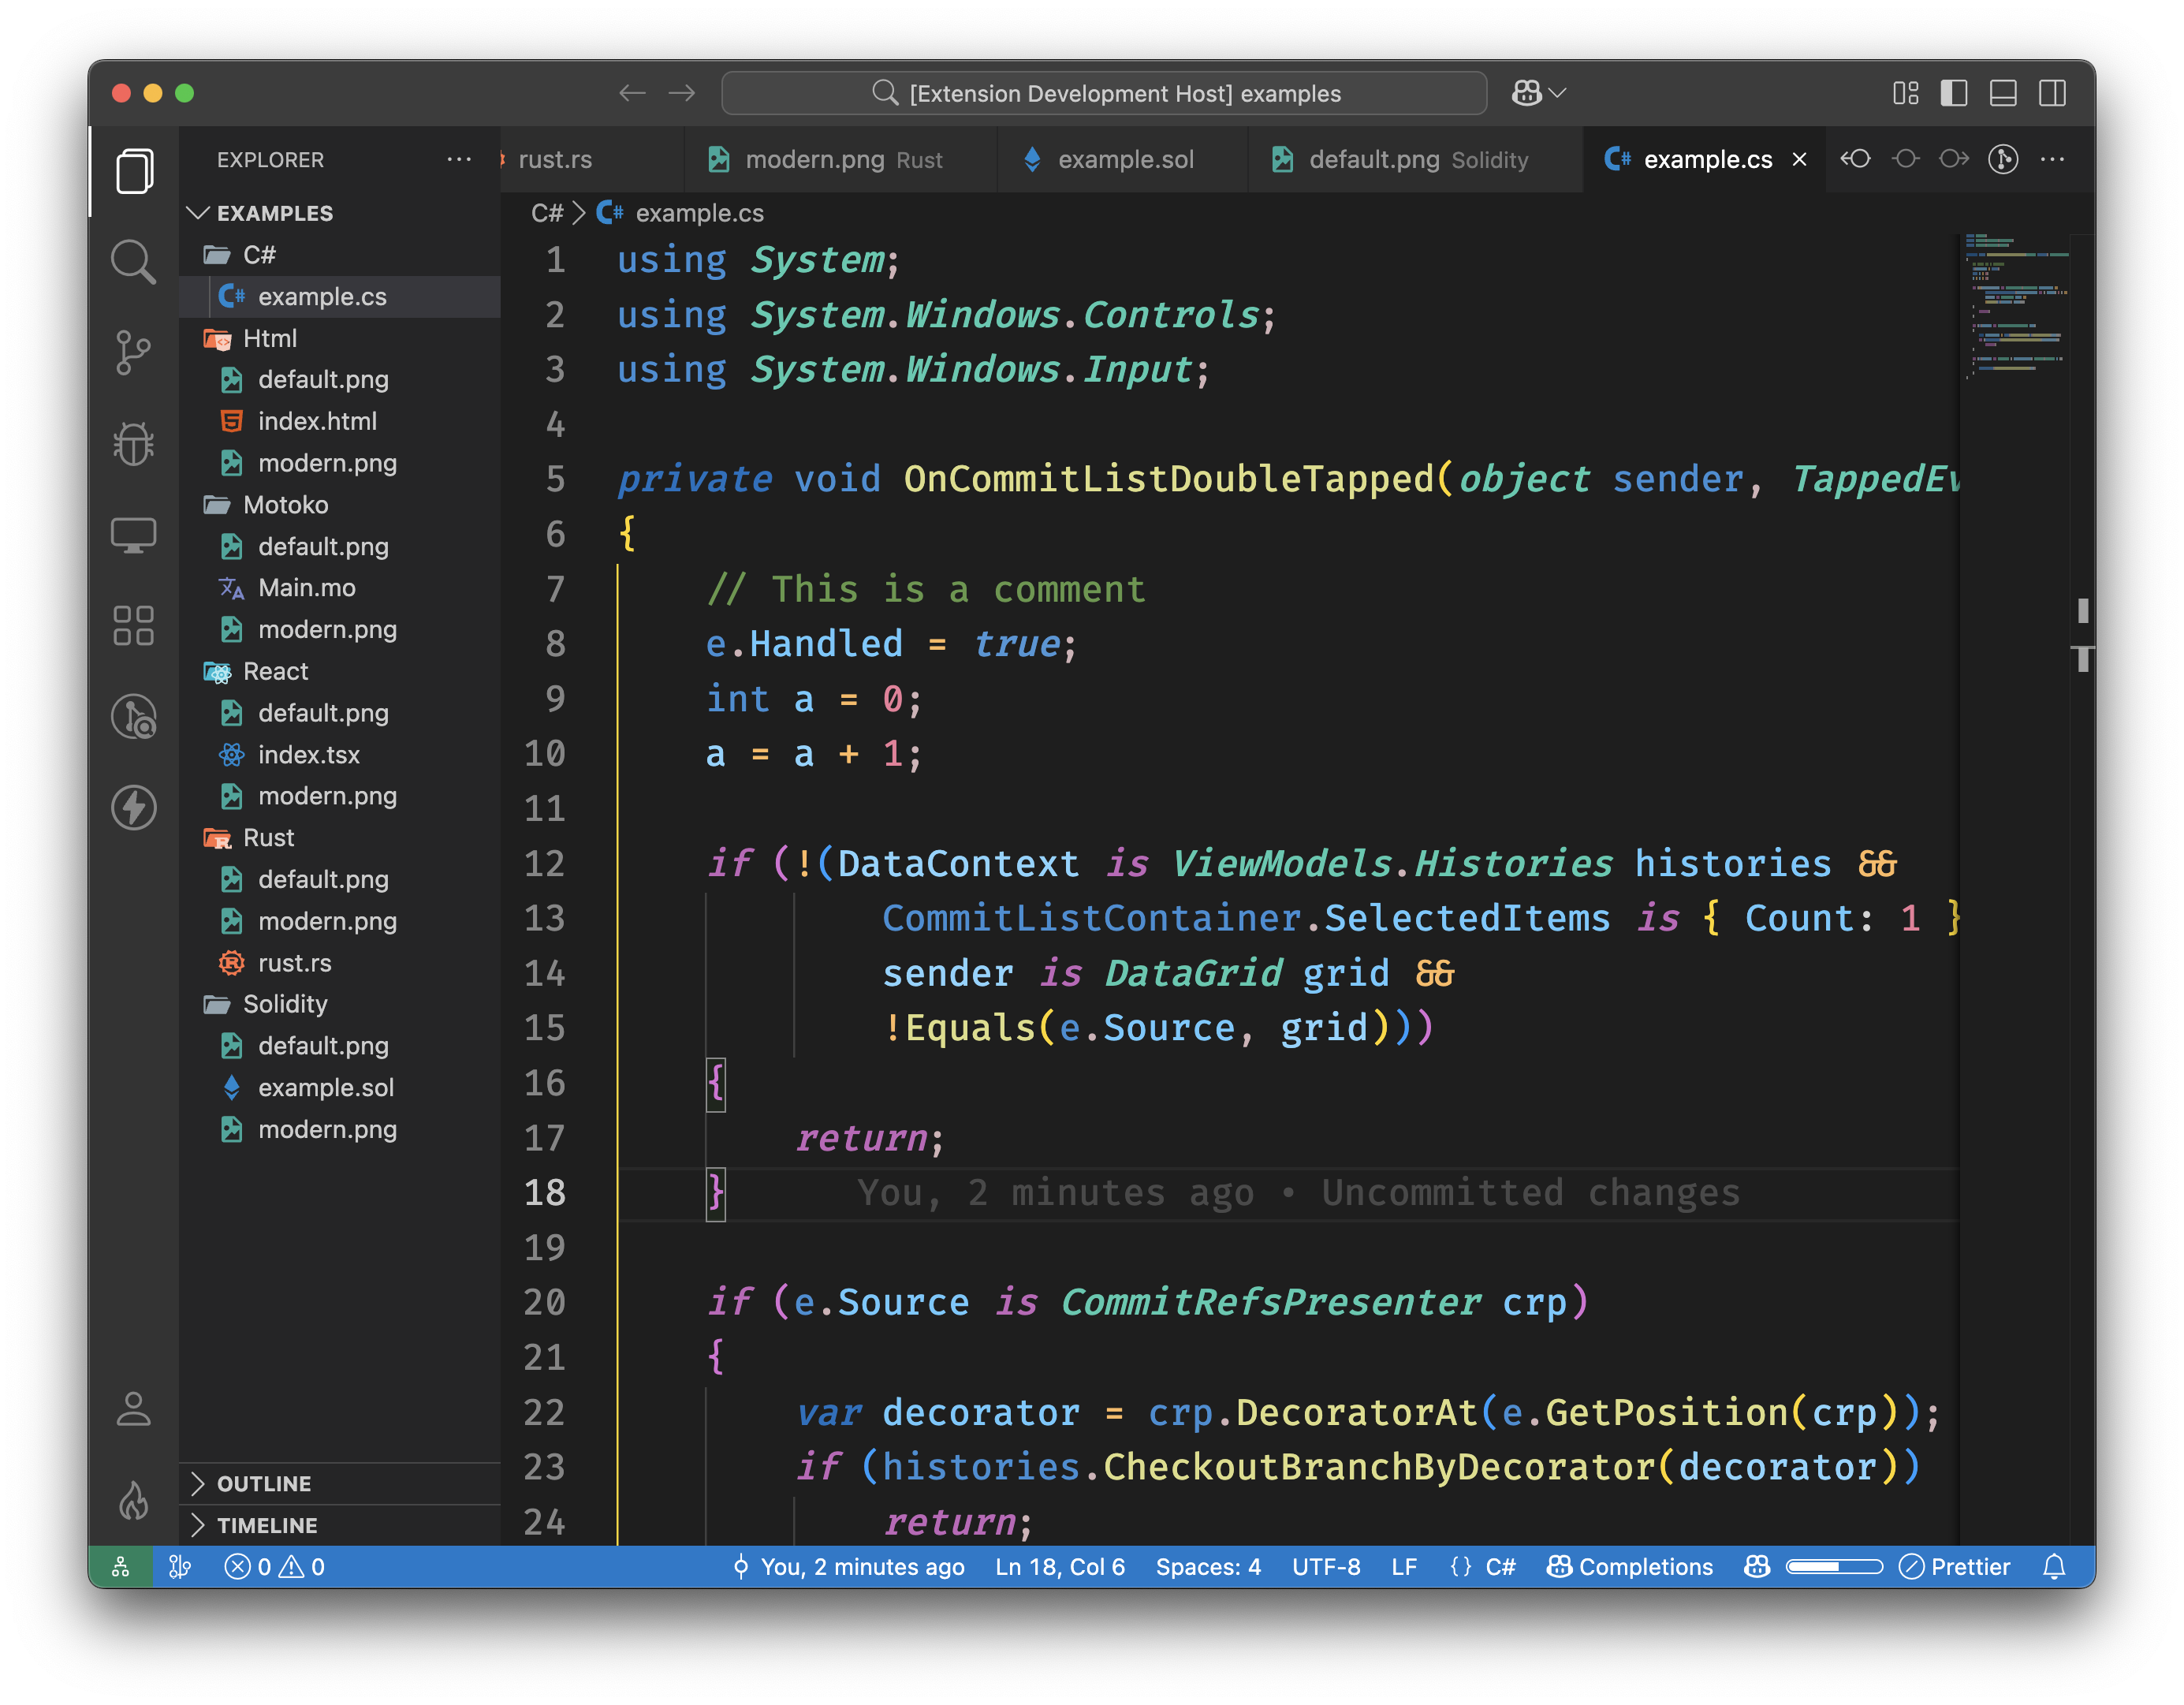 [Extension Development Host] examples
EXPLORER
rust.rs
modern.png Rust
example.sol
default.png Solidity
example.cs
EXAMPLES
C#
example.cs
Html
default.png
index.html
modern.png
Motoko
default.png
Main.mo
modern.png
React
default.png
index.tsx
modern.png
Rust
default.png
modern.png
rust.rs
Solidity
default.png
example.sol
modern.png
OUTLINE
TIMELINE
C# > example.cs
1 using System;
2 using System.Windows.Controls;
3 using System.Windows.Input;
4
5 private void OnCommitListDoubleTapped(object sender, TappedEv
6 {
7 // This is a comment
8 e.Handled = true;
9 int a = 0;
10 a = a + 1;
11
12 if (!(DataContext is ViewModels.Histories histories &&
13 CommitListContainer.SelectedItems is { Count: 1 }
14 sender is DataGrid grid &&
15 !Equals(e.Source, grid)))
16 {
17 return;
18 } You, 2 minutes ago • Uncommitted changes
19
20 if (e.Source is CommitRefsPresenter crp)
21 {
22 var decorator = crp.DecoratorAt(e.GetPosition(crp));
23 if (histories.CheckoutBranchByDecorator(decorator))
24 return;
0 0
You, 2 minutes ago
Ln 18, Col 6
Spaces: 4
UTF-8
LF
{} C#
Completions
Prettier